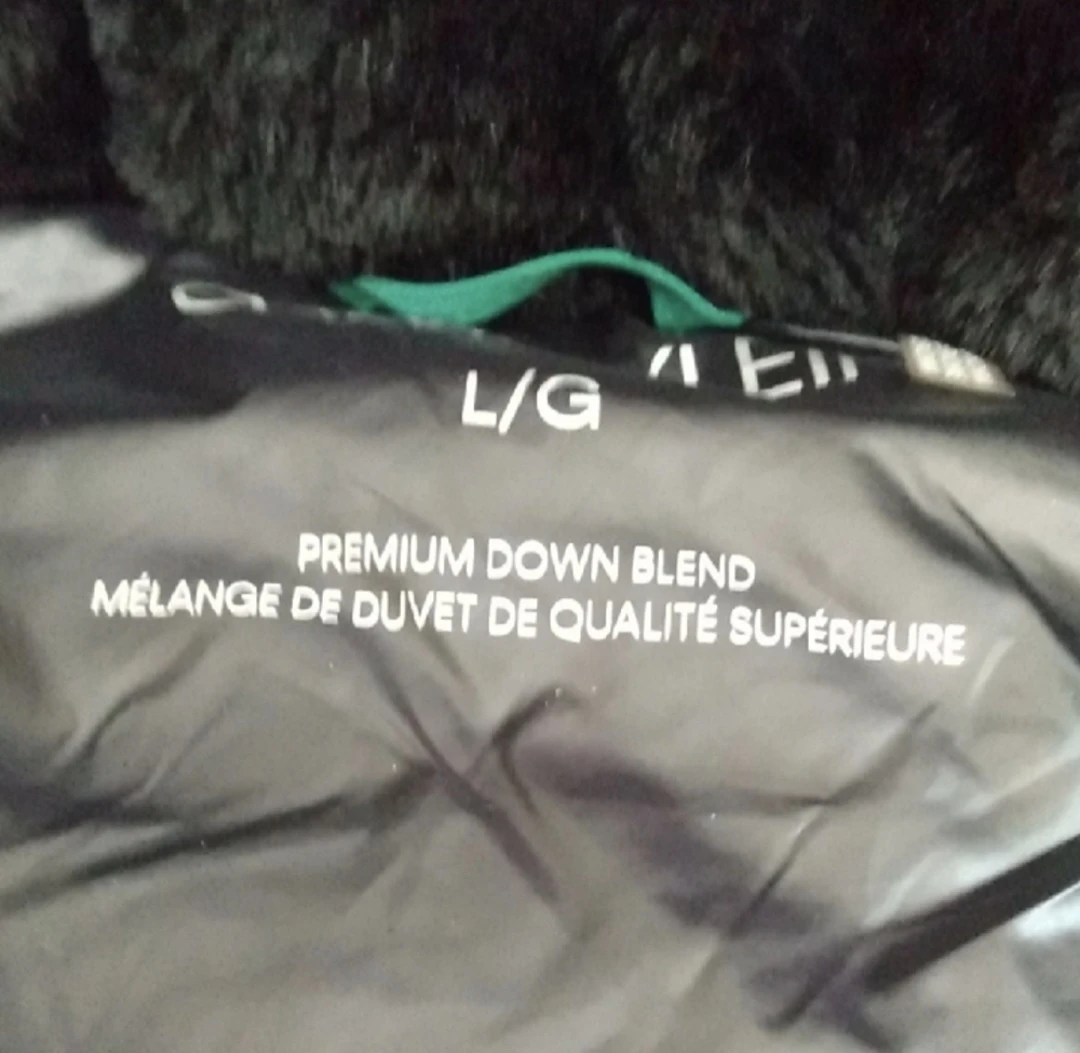 L/G
PREMIUM DOWN BLEND
MÉLANGE DE DUVET DE QUALITÉ SUPÉRIEURE